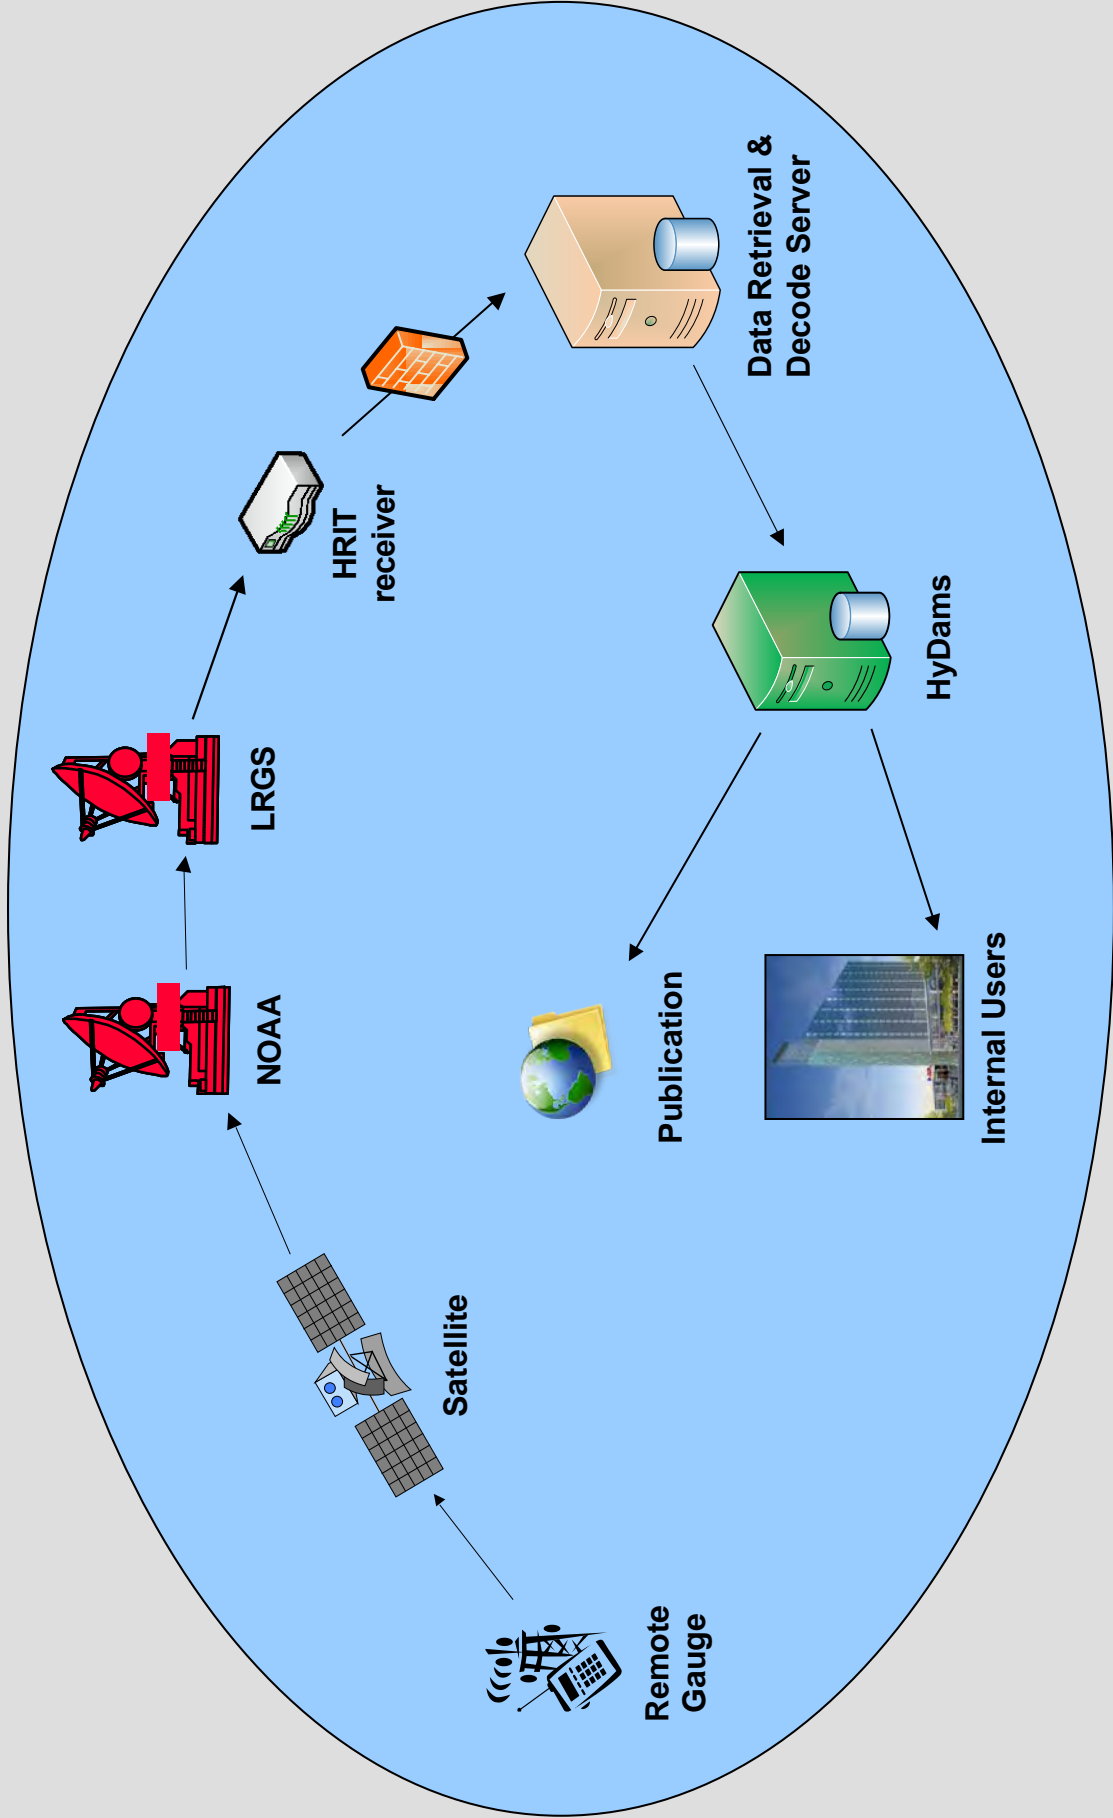 Remote
Gauge
Satellite
NOAA
LRGS
HRIT
receiver
Data Retrieval &
Decode Server
HyDams
Publication
Internal Users